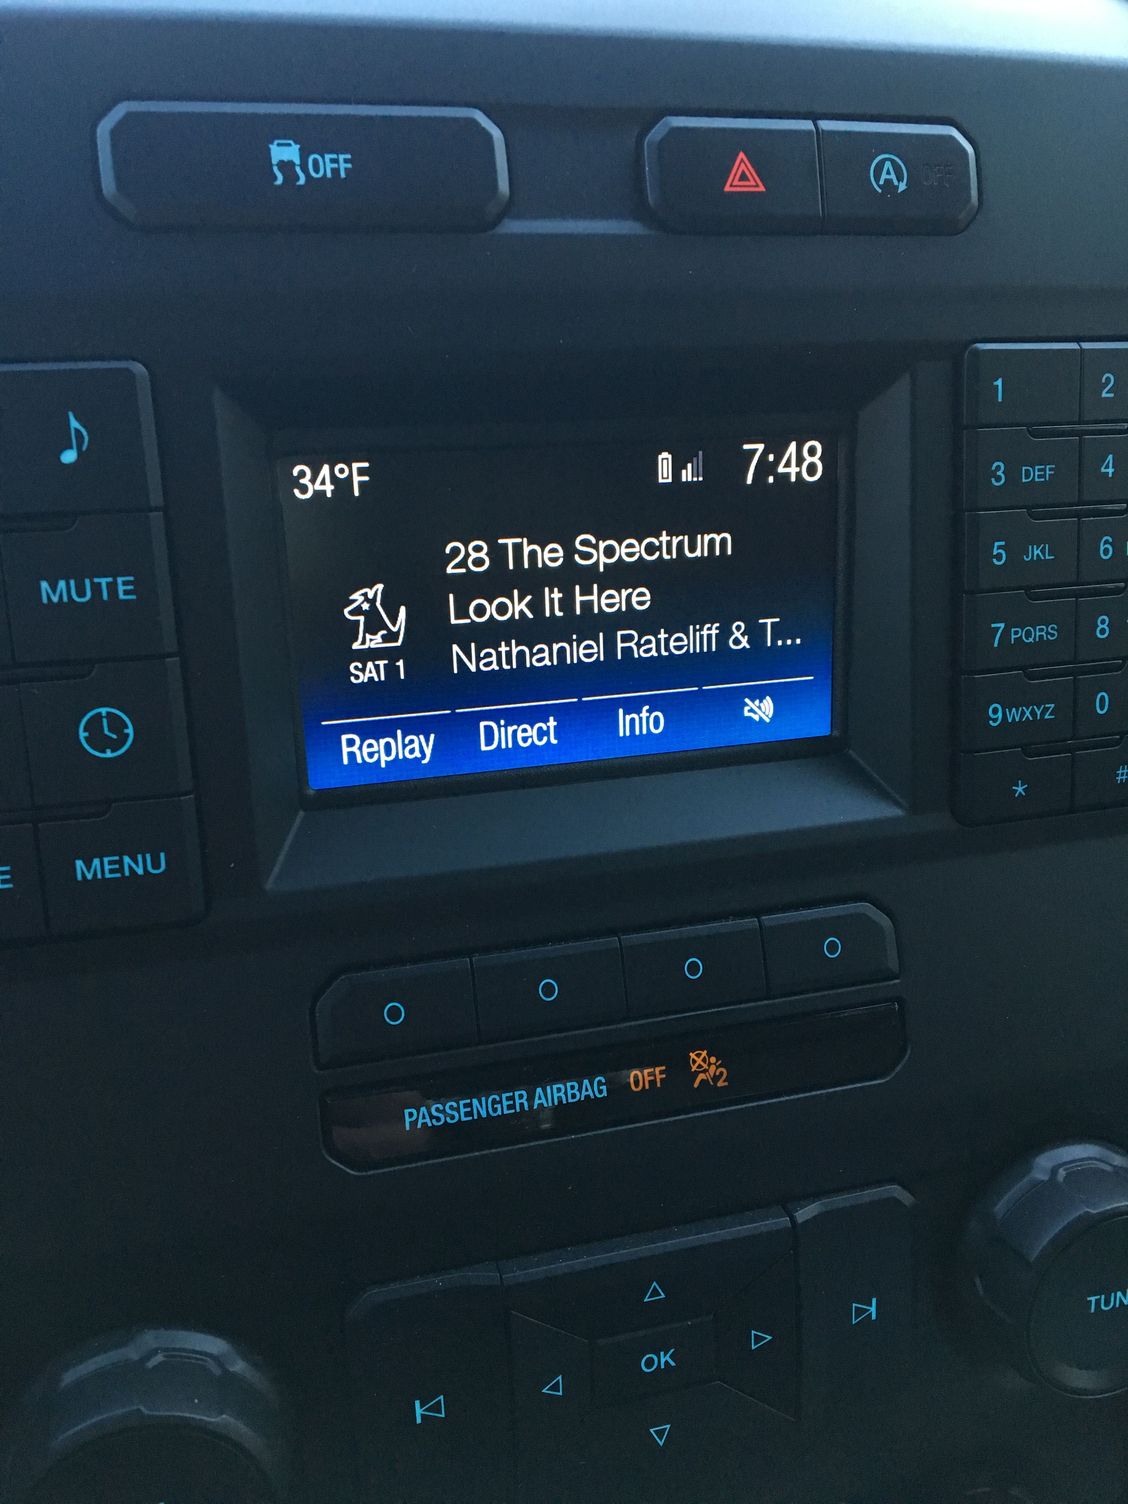 OFF
A OFF
34°F 7:48
28 The Spectrum
Look It Here
Nathaniel Rateliff & T...
SAT 1
Replay Direct Info
MUTE
E MENU
1 2
3 DEF 4
5 JKL 6
7 PQRS 8
9 WXYZ 0
* #
PASSENGER AIRBAG OFF 2
OK
TUN